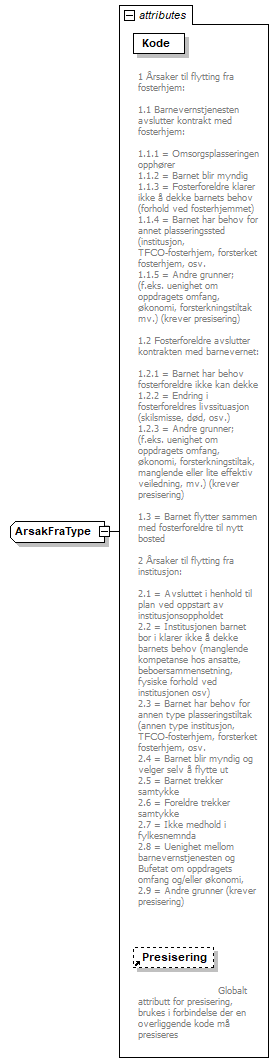 attributes
Kode
1 Årsaker til flytting fra
fosterhjem:
1.1 Barnevernstjenesten
avslutter kontrakt med
fosterhjem:
1.1.1 = Omsorgsplasseringen
opphører
1.1.2 = Barnet blir myndig
1.1.3 = Fosterforeldre klarer
ikke å dekke barnets behov
(forhold ved fosterhjemmet)
1.1.4 = Barnet har behov for
annet plasseringssted
(institusjon,
TFCO-fosterhjem, forsterket
fosterhjem, osv.
1.1.5 = Andre grunner;
(f.eks. uenighet om
oppdragets omfang,
økonomi, forsterkningstiltak
mv.) (krever presisering)
1.2 Fosterforeldre avslutter
kontrakten med barnevernet:
1.2.1 = Barnet har behov
fosterforeldre ikke kan dekke
1.2.2 = Endring i
fosterforeldres livssituasjon
(skilsmisse, død, osv.)
1.2.3 = Andre grunner;
(f.eks. uenighet om
oppdragets omfang,
økonomi, forsterkningstiltak,
manglende eller lite effektiv
veiledning, mv.) (krever
presisering)
1.3 = Barnet flytter sammen
med fosterforeldre til nytt
bosted
ArsakFraType
2 Årsaker til flytting fra
institusjon:
2.1 = Avsluttet i henhold til
plan ved oppstart av
institusjonsoppholdet
2.2 = Institusjonen barnet
bor i klarer ikke å dekke
barnets behov (manglende
kompetanse hos ansatte,
beboersammensetning,
fysiske forhold ved
institusjonen osv)
2.3 = Barnet har behov for
annen type plasseringstiltak
(annen type institusjon,
TFCO-fosterhjem, forsterket
fosterhjem, osv.
2.4 = Barnet blir myndig og
velger selv å flytte ut
2.5 = Barnet trekker
samtykke
2.6 = Foreldre trekker
samtykke
2.7 = Ikke medhold i
fylkesnemnda
2.8 = Uenighet mellom
barnevernstjenesten og
Bufetat om oppdragets
omfang og/eller økonomi,
2.9 = Andre grunner (krever
presisering)
Presisering
Globalt
attributt for presisering,
brukes i forbindelse der en
overliggende kode må
presiseres